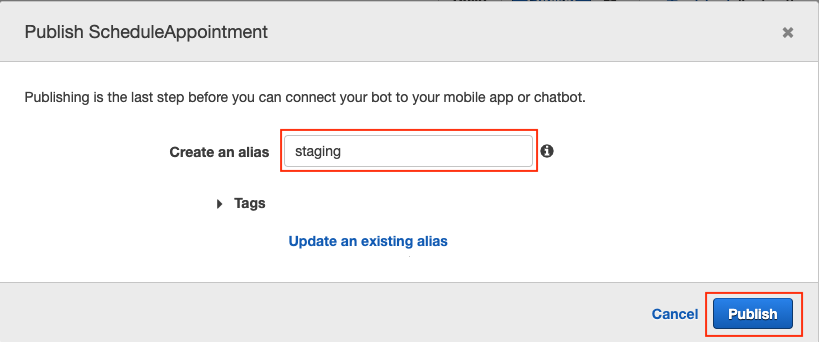 Publish ScheduleAppointment
Publishing is the last step before you can connect your bot to your mobile app or chatbot.
Create an alias staging
Tags
Update an existing alias
Cancel Publish